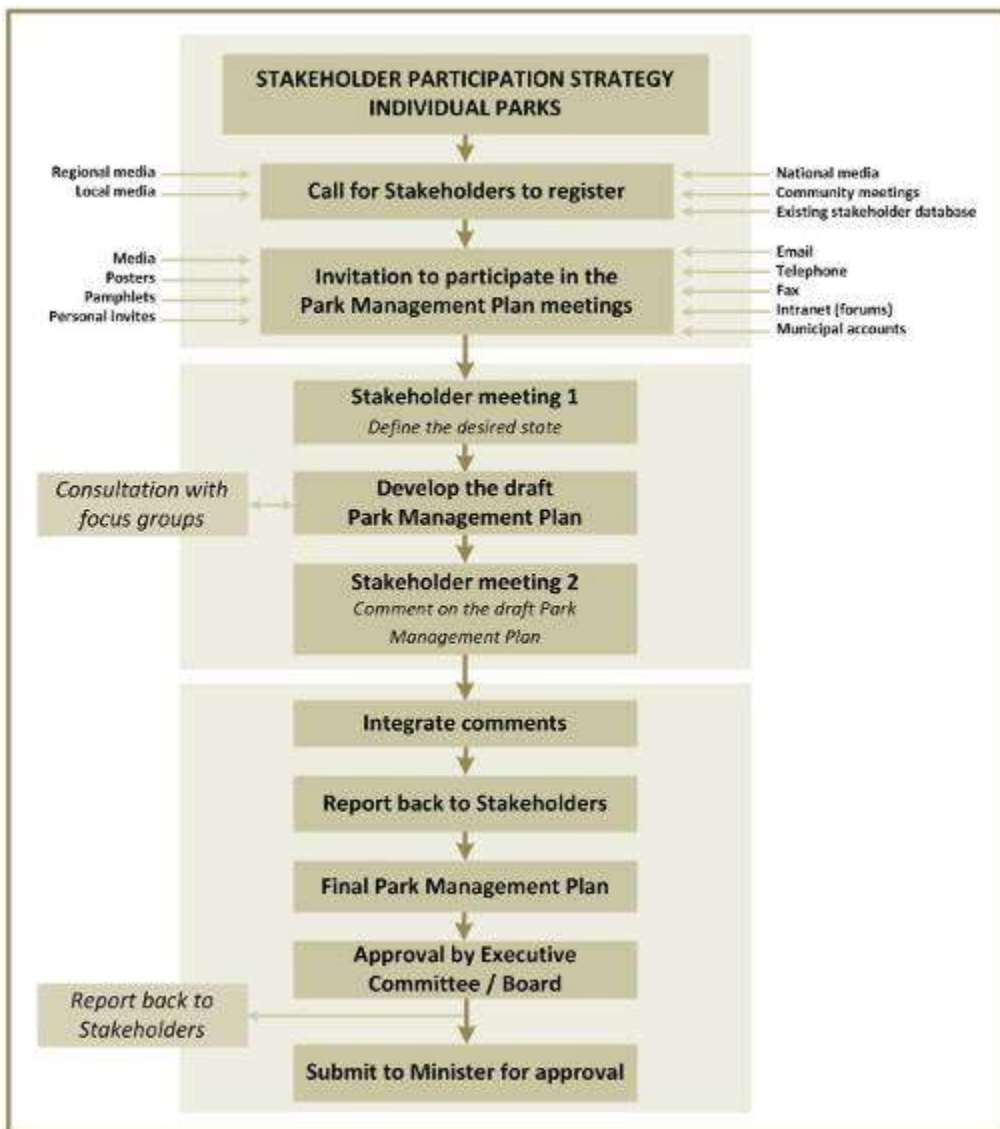 STAKEHOLDER PARTICIPATION STRATEGY
INDIVIDUAL PARKS
Regional media
Local media
Call for Stakeholders to register
National media
Community meetings
Existing stakeholder database
Media
Posters
Pamphlets
Personal invites
Invitation to participate in the
Park Management Plan meetings
Email
Telephone
Fax
Intranet (forums)
Municipal accounts
Stakeholder meeting 1
Define the desired state
Consultation with
focus groups
Develop the draft
Park Management Plan
Stakeholder meeting 2
Comment on the draft Park
Management Plan
Integrate comments
Report back to Stakeholders
Final Park Management Plan
Approval by Executive
Committee / Board
Report back to
Stakeholders
Submit to Minister for approval